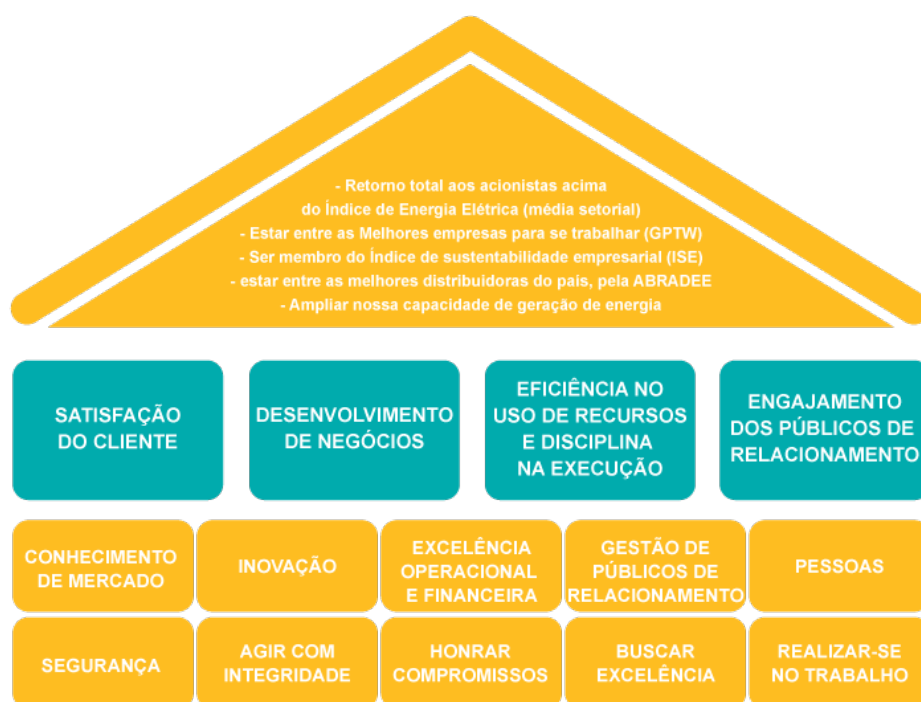 - Retorno total aos acionistas acima
do Índice de Energia Elétrica (média setorial)
- Estar entre as Melhores empresas para se trabalhar (GPTW)
- Ser membro do Índice de sustentabilidade empresarial (ISE)
- estar entre as melhores distribuidoras do país, pela ABRADEE
- Ampliar nossa capacidade de geração de energia
SATISFAÇÃO
DO CLIENTE
DESENVOLVIMENTO
DE NEGÓCIOS
EFICIÊNCIA NO
USO DE RECURSOS
E DISCIPLINA
NA EXECUÇÃO
ENGAJAMENTO
DOS PÚBLICOS DE
RELACIONAMENTO
CONHECIMENTO
DE MERCADO
INOVAÇÃO
EXCELÊNCIA
OPERACIONAL
E FINANCEIRA
GESTÃO DE
PÚBLICOS DE
RELACIONAMENTO
PESSOAS
SEGURANÇA
AGIR COM
INTEGRIDADE
HONRAR
COMPROMISSOS
BUSCAR
EXCELÊNCIA
REALIZAR-SE
NO TRABALHO